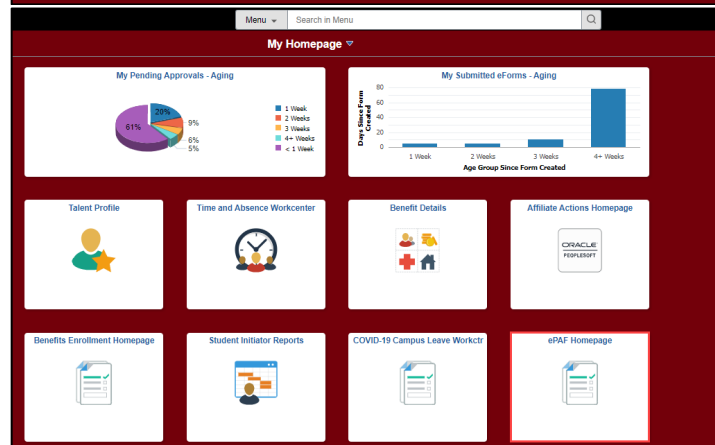 Menu
Search in Menu
My Homepage
My Pending Approvals - Aging
20%
9%
6%
5%
61%
1 Week
2 Weeks
3 Weeks
4+ Weeks
< 1 Week
My Submitted eForms - Aging
Days Since Form
Created
80
60
40
20
0
1 Week
2 Weeks
3 Weeks
4+ Weeks
Age Group Since Form Created
Talent Profile
Time and Absence Workcenter
Benefit Details
Affiliate Actions Homepage
ORACLE
PEOPLESOFT
Benefits Enrollment Homepage
Student Initiator Reports
COVID-19 Campus Leave Workctr
ePAF Homepage